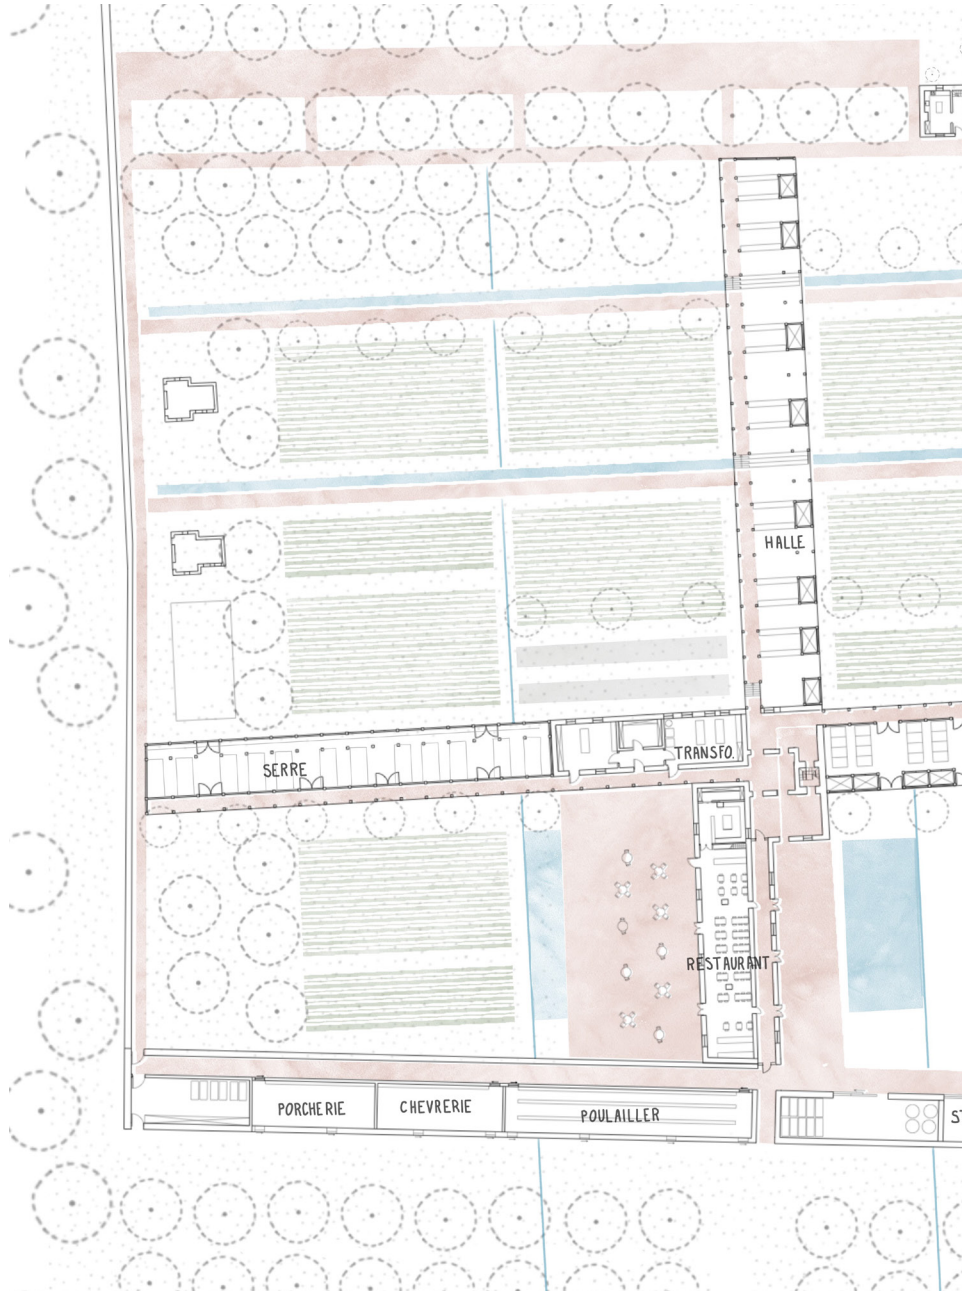 HALLE
TRANSFO.
SERRE
RESTAURANT
PORCHERIE
CHEVRERIE
POULAILLER